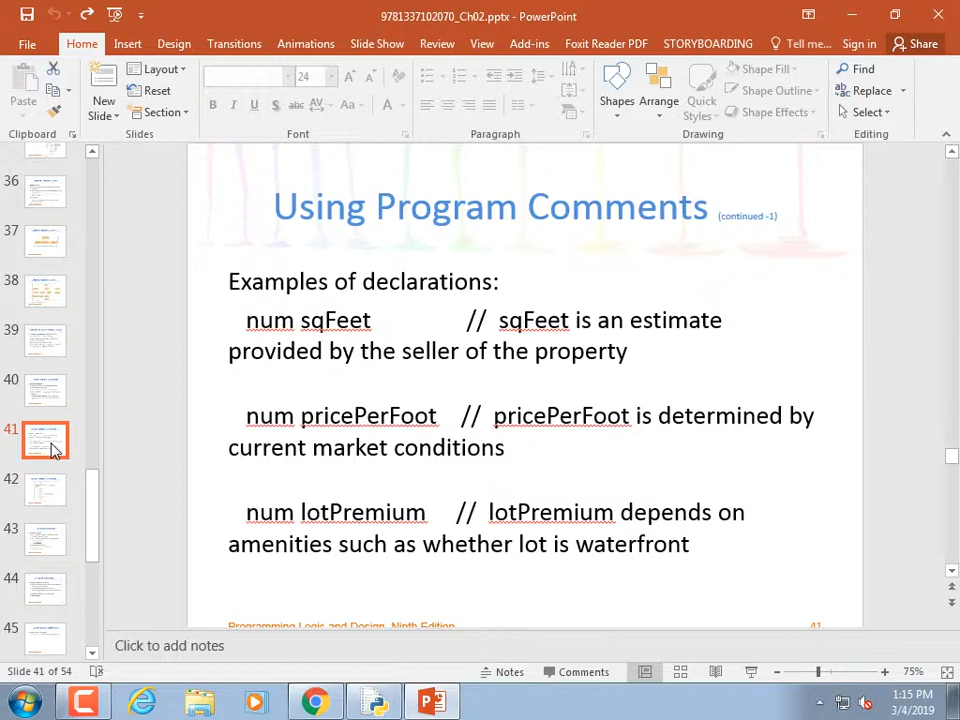 9781337102070_Ch02.pptx - PowerPoint
File Home Insert Design Transitions Animations Slide Show Review View Add-ins Foxit Reader PDF STORYBOARDING Tell me... Sign in Share
Paste New Slide Layout Reset Section 24 B I U S abc AV Aa A Shapes Arrange Quick Styles Shape Fill Shape Outline Shape Effects Find Replace Select
Clipboard Slides Font Paragraph Drawing Editing
36
37
38
39
40
41
42
43
44
45
Using Program Comments (continued -1)
Examples of declarations:
num sqFeet // sqFeet is an estimate
provided by the seller of the property
num pricePerFoot // pricePerFoot is determined by
current market conditions
num lotPremium // lotPremium depends on
amenities such as whether lot is waterfront
Programming Logic and Design, Ninth Edition 41
Click to add notes
Slide 41 of 54 Notes Comments 75%
1:15 PM
3/4/2019